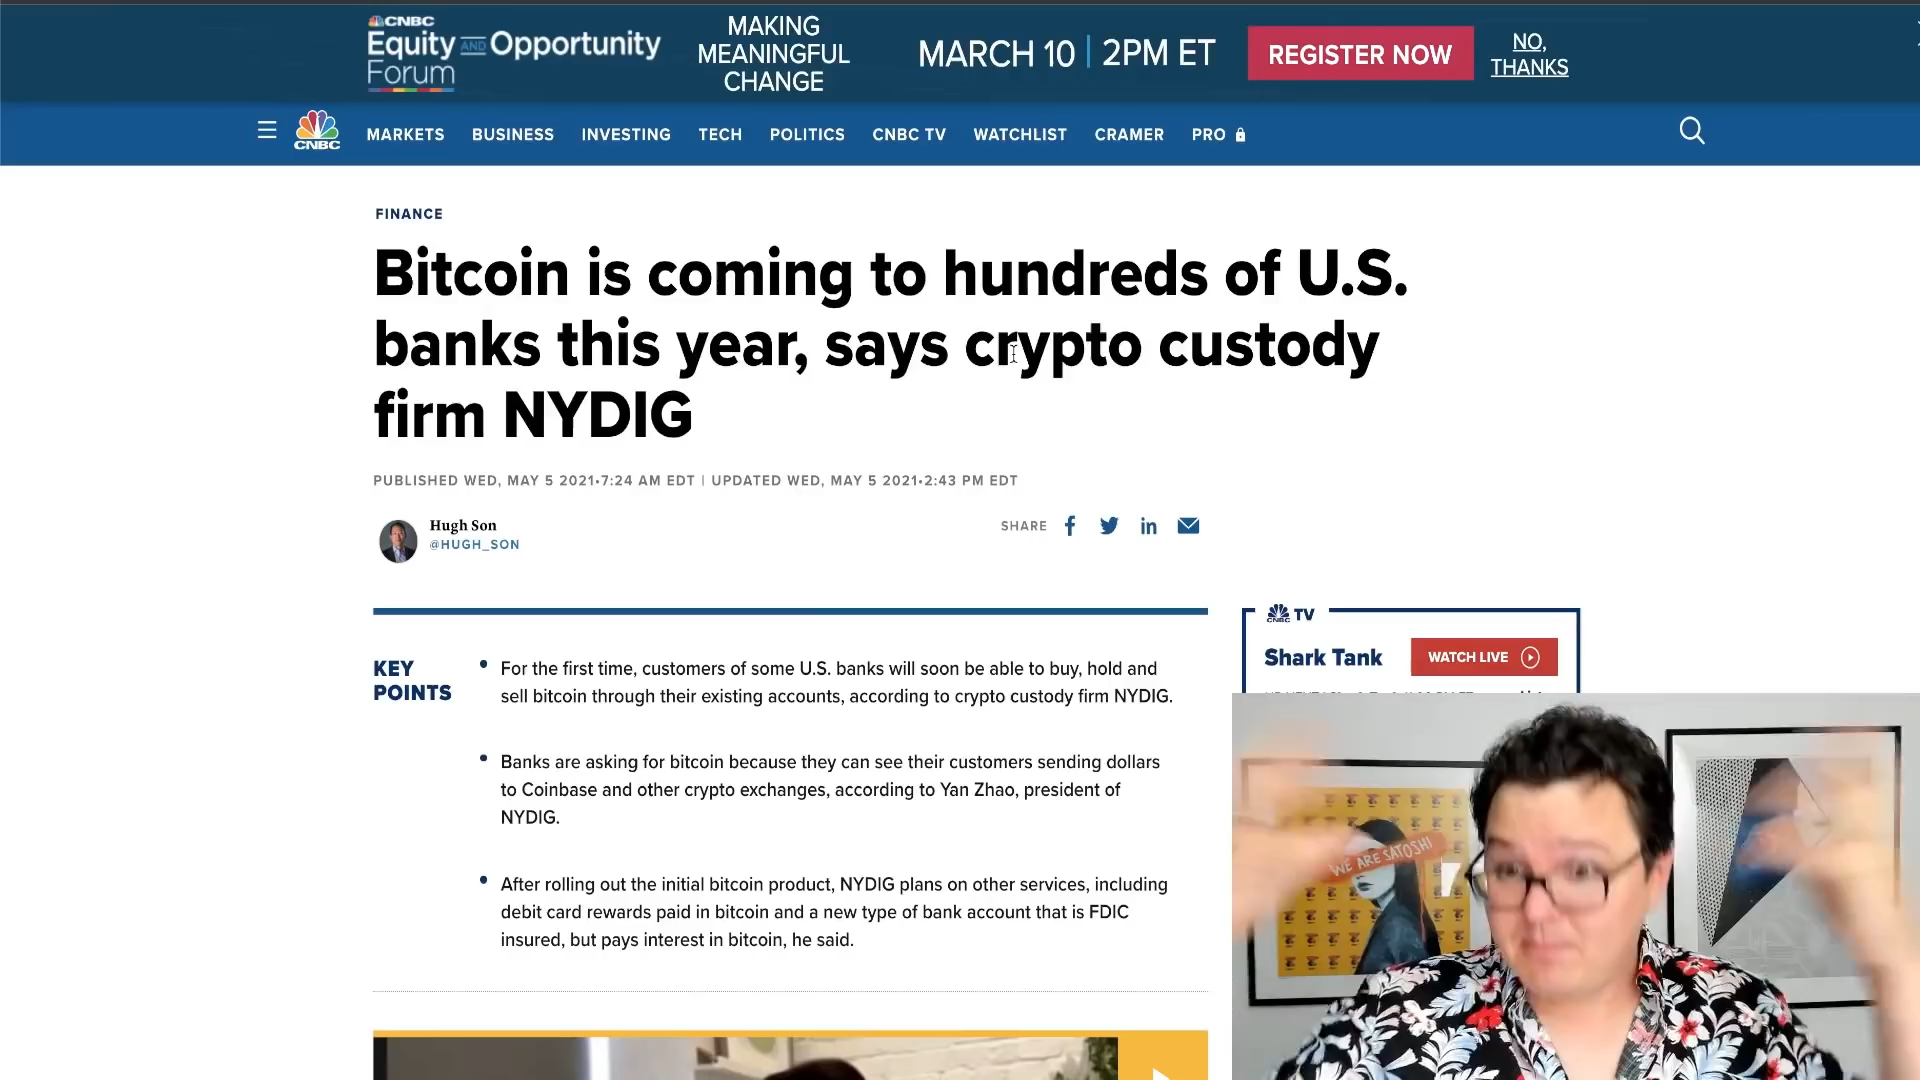 CNBC
Equity AND Opportunity
Forum
MAKING
MEANINGFUL
CHANGE
MARCH 10 | 2PM ET
REGISTER NOW
NO,
THANKS
CNBC
MARKETS BUSINESS INVESTING TECH POLITICS CNBC TV WATCHLIST CRAMER PRO
FINANCE
Bitcoin is coming to hundreds of U.S.
banks this year, says crypto custody
firm NYDIG
PUBLISHED WED, MAY 5 2021•7:24 AM EDT | UPDATED WED, MAY 5 2021•2:43 PM EDT
Hugh Son
@HUGH_SON
SHARE
KEY
POINTS
• For the first time, customers of some U.S. banks will soon be able to buy, hold and
sell bitcoin through their existing accounts, according to crypto custody firm NYDIG.
• Banks are asking for bitcoin because they can see their customers sending dollars
to Coinbase and other crypto exchanges, according to Yan Zhao, president of
NYDIG.
• After rolling out the initial bitcoin product, NYDIG plans on other services, including
debit card rewards paid in bitcoin and a new type of bank account that is FDIC
insured, but pays interest in bitcoin, he said.
CNBC TV
Shark Tank
WATCH LIVE
WE ARE SATOSHI